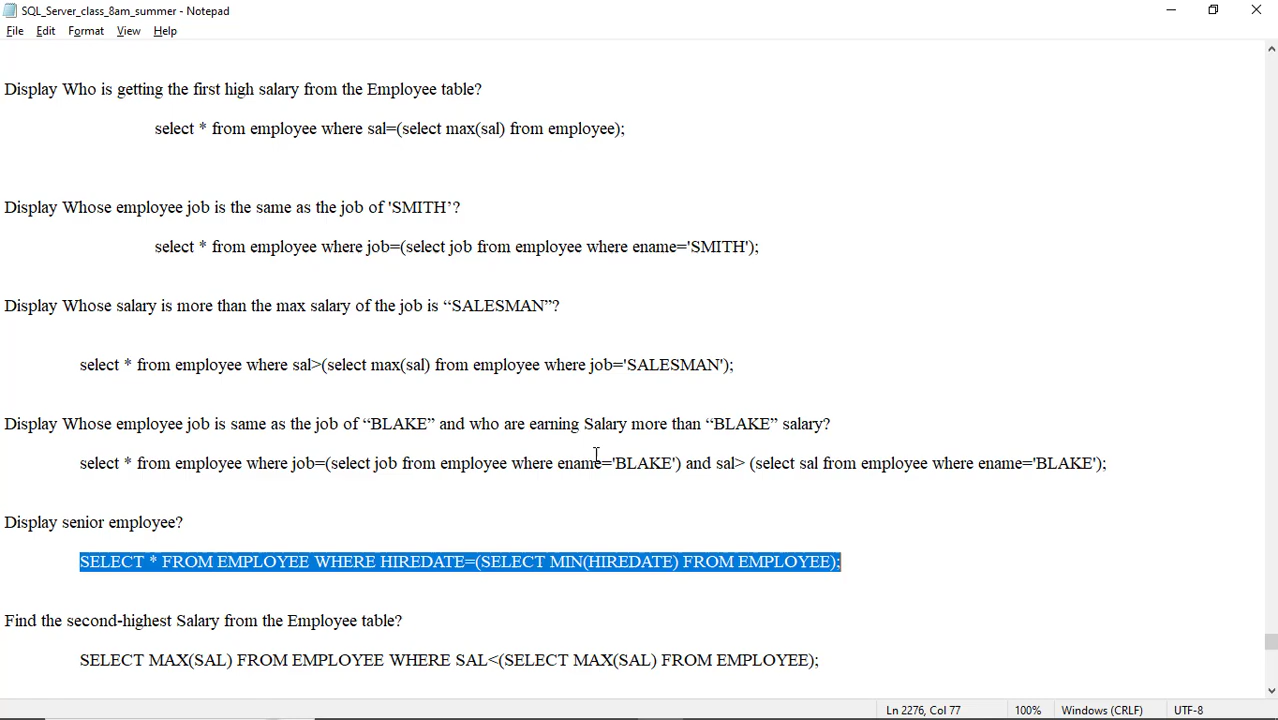 SQL_Server_class_8am_summer - Notepad
File Edit Format View Help
Display Who is getting the first high salary from the Employee table?
select * from employee where sal=(select max(sal) from employee);
Display Whose employee job is the same as the job of 'SMITH’?
select * from employee where job=(select job from employee where ename='SMITH');
Display Whose salary is more than the max salary of the job is “SALESMAN”?
select * from employee where sal>(select max(sal) from employee where job='SALESMAN');
Display Whose employee job is same as the job of “BLAKE” and who are earning Salary more than “BLAKE” salary?
select * from employee where job=(select job from employee where ename='BLAKE') and sal> (select sal from employee where ename='BLAKE');
Display senior employee?
SELECT * FROM EMPLOYEE WHERE HIREDATE=(SELECT MIN(HIREDATE) FROM EMPLOYEE);
Find the second-highest Salary from the Employee table?
SELECT MAX(SAL) FROM EMPLOYEE WHERE SAL<(SELECT MAX(SAL) FROM EMPLOYEE);
Ln 2276, Col 77 100% Windows (CRLF) UTF-8